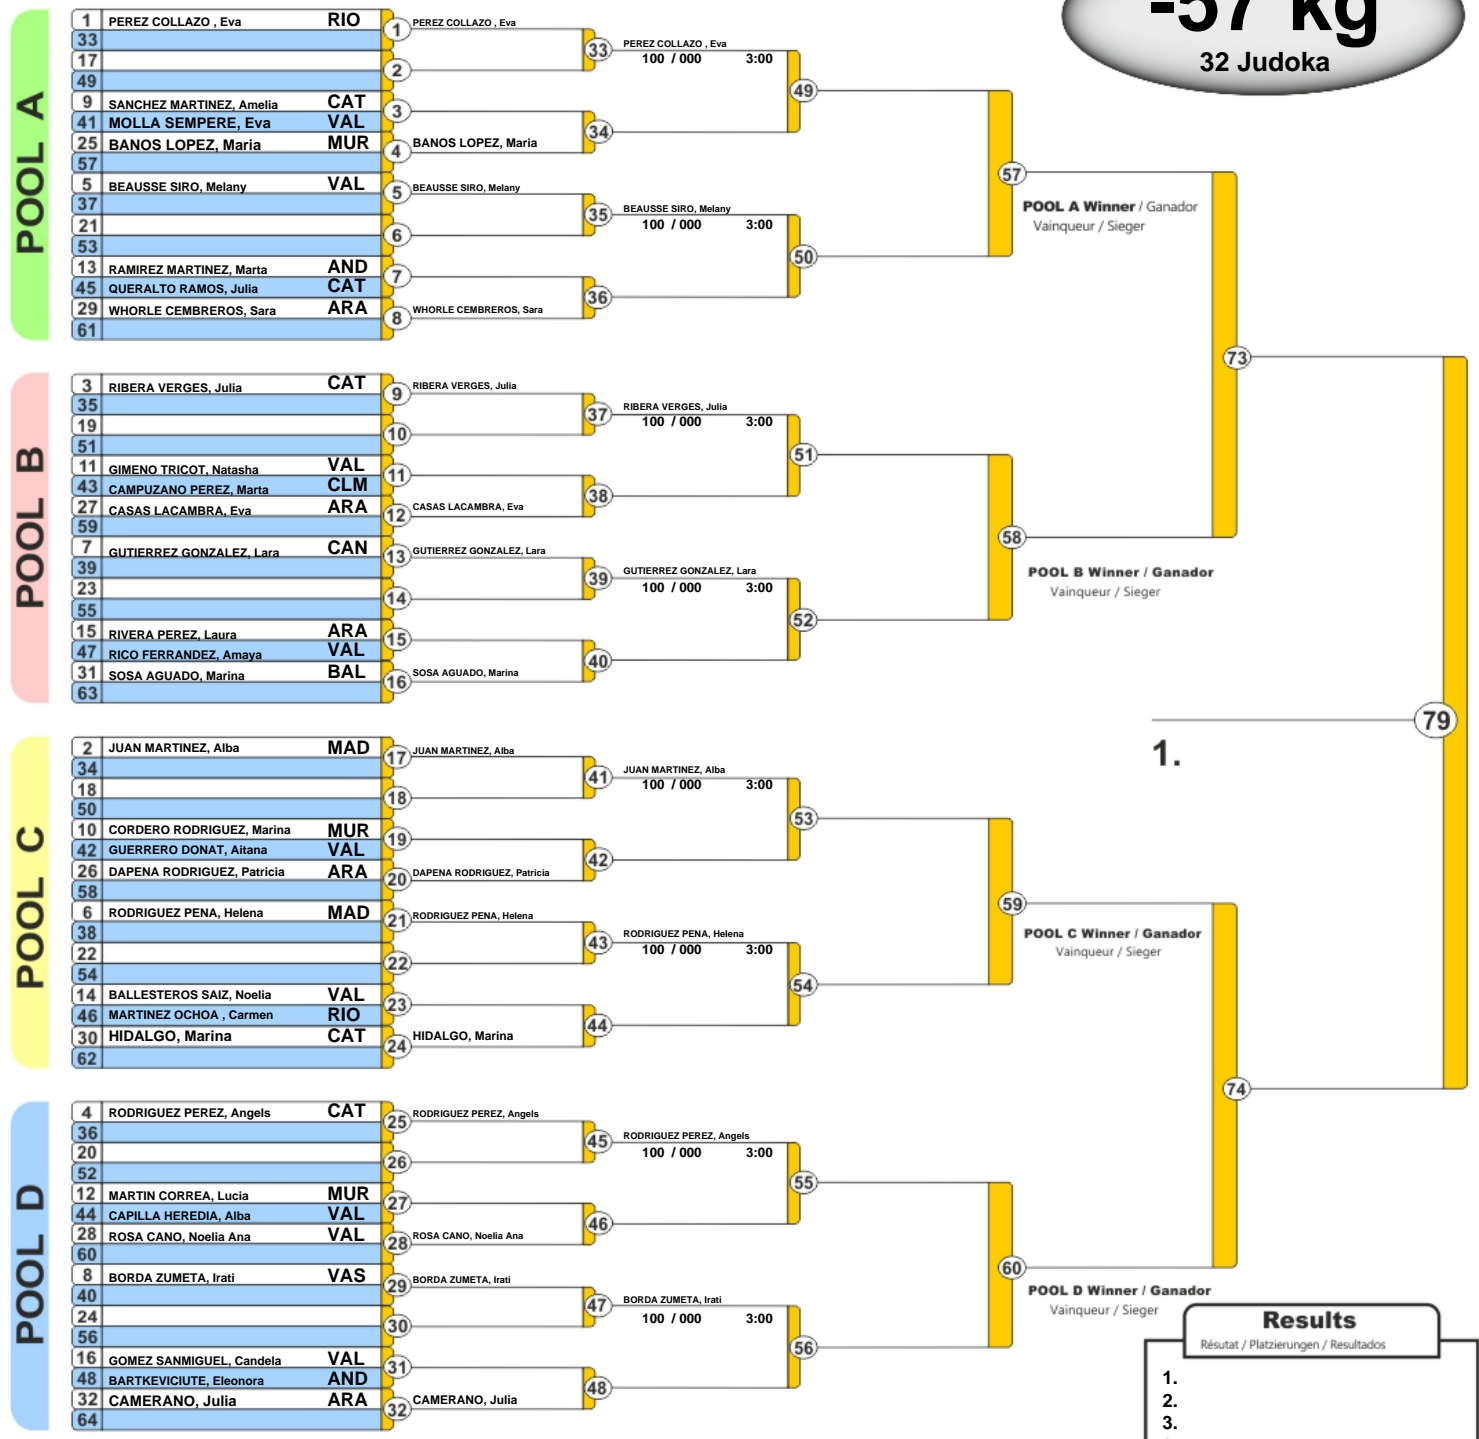 -57 kg
32 Judoka
POOL A
1 PEREZ COLLAZO , Eva RIO
33
17
49
9 SANCHEZ MARTINEZ, Amelia CAT
41 MOLLA SEMPERE, Eva VAL
25 BANOS LOPEZ, Maria MUR
57
5 BEAUSSE SIRO, Melany VAL
37
21
53
13 RAMIREZ MARTINEZ, Marta AND
45 QUERALTO RAMOS, Julia CAT
29 WHORLE CEMBREROS, Sara ARA
61
1 PEREZ COLLAZO , Eva
2
3
4 BANOS LOPEZ, Maria
5 BEAUSSE SIRO, Melany
6
7
8 WHORLE CEMBREROS, Sara
33 PEREZ COLLAZO , Eva
100 / 000 3:00
34
35 BEAUSSE SIRO, Melany
100 / 000 3:00
36
49
50
57
POOL A Winner / Ganador
Vainqueur / Sieger
POOL B
3 RIBERA VERGES, Julia CAT
35
19
51
11 GIMENO TRICOT, Natasha VAL
43 CAMPUZANO PEREZ, Marta CLM
27 CASAS LACAMBRA, Eva ARA
59
7 GUTIERREZ GONZALEZ, Lara CAN
39
23
55
15 RIVERA PEREZ, Laura ARA
47 RICO FERRANDEZ, Amaya VAL
31 SOSA AGUADO, Marina BAL
63
9 RIBERA VERGES, Julia
10
11
12 CASAS LACAMBRA, Eva
13 GUTIERREZ GONZALEZ, Lara
14
15
16 SOSA AGUADO, Marina
37 RIBERA VERGES, Julia
100 / 000 3:00
38
39 GUTIERREZ GONZALEZ, Lara
100 / 000 3:00
40
51
52
58
POOL B Winner / Ganador
Vainqueur / Sieger
73
POOL C
2 JUAN MARTINEZ, Alba MAD
34
18
50
10 CORDERO RODRIGUEZ, Marina MUR
42 GUERRERO DONAT, Aitana VAL
26 DAPENA RODRIGUEZ, Patricia ARA
58
6 RODRIGUEZ PENA, Helena MAD
38
22
54
14 BALLESTEROS SAIZ, Noelia VAL
46 MARTINEZ OCHOA , Carmen RIO
30 HIDALGO, Marina CAT
62
17 JUAN MARTINEZ, Alba
18
19
20 DAPENA RODRIGUEZ, Patricia
21 RODRIGUEZ PENA, Helena
22
23
24 HIDALGO, Marina
41 JUAN MARTINEZ, Alba
100 / 000 3:00
42
43 RODRIGUEZ PENA, Helena
100 / 000 3:00
44
53
54
59
POOL C Winner / Ganador
Vainqueur / Sieger
79
1.
POOL D
4 RODRIGUEZ PEREZ, Angels CAT
36
20
52
12 MARTIN CORREA, Lucia MUR
44 CAPILLA HEREDIA, Alba VAL
28 ROSA CANO, Noelia Ana VAL
60
8 BORDA ZUMETA, Irati VAS
40
24
56
16 GOMEZ SANMIGUEL, Candela VAL
48 BARTKEVICIUTE, Eleonora AND
32 CAMERANO, Julia ARA
64
25 RODRIGUEZ PEREZ, Angels
26
27
28 ROSA CANO, Noelia Ana
29 BORDA ZUMETA, Irati
30
31
32 CAMERANO, Julia
45 RODRIGUEZ PEREZ, Angels
100 / 000 3:00
46
47 BORDA ZUMETA, Irati
100 / 000 3:00
48
55
56
60
POOL D Winner / Ganador
Vainqueur / Sieger
74
Results
Résutat / Platzierungen / Resultados
1.
2.
3.